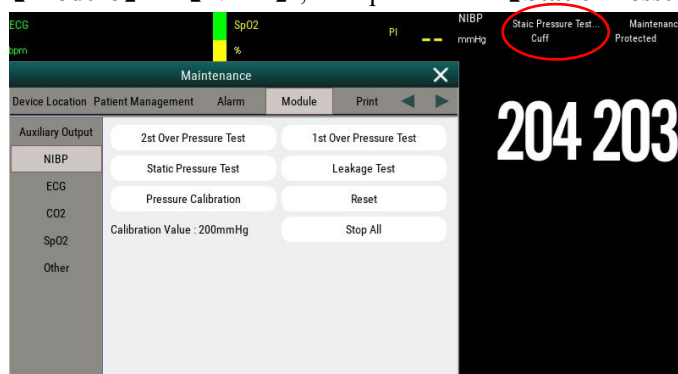 ECG
bpm
SpO2
%
PI
--
NIBP
mmHg
Staic Pressure Test...
Cuff
Maintenanc
Protected
204 203
Maintenance
Device Location Patient Management Alarm Module Print
Auxiliary Output
NIBP
ECG
CO2
SpO2
Other
2st Over Pressure Test
1st Over Pressure Test
Static Pressure Test
Leakage Test
Pressure Calibration
Reset
Calibration Value : 200mmHg
Stop All